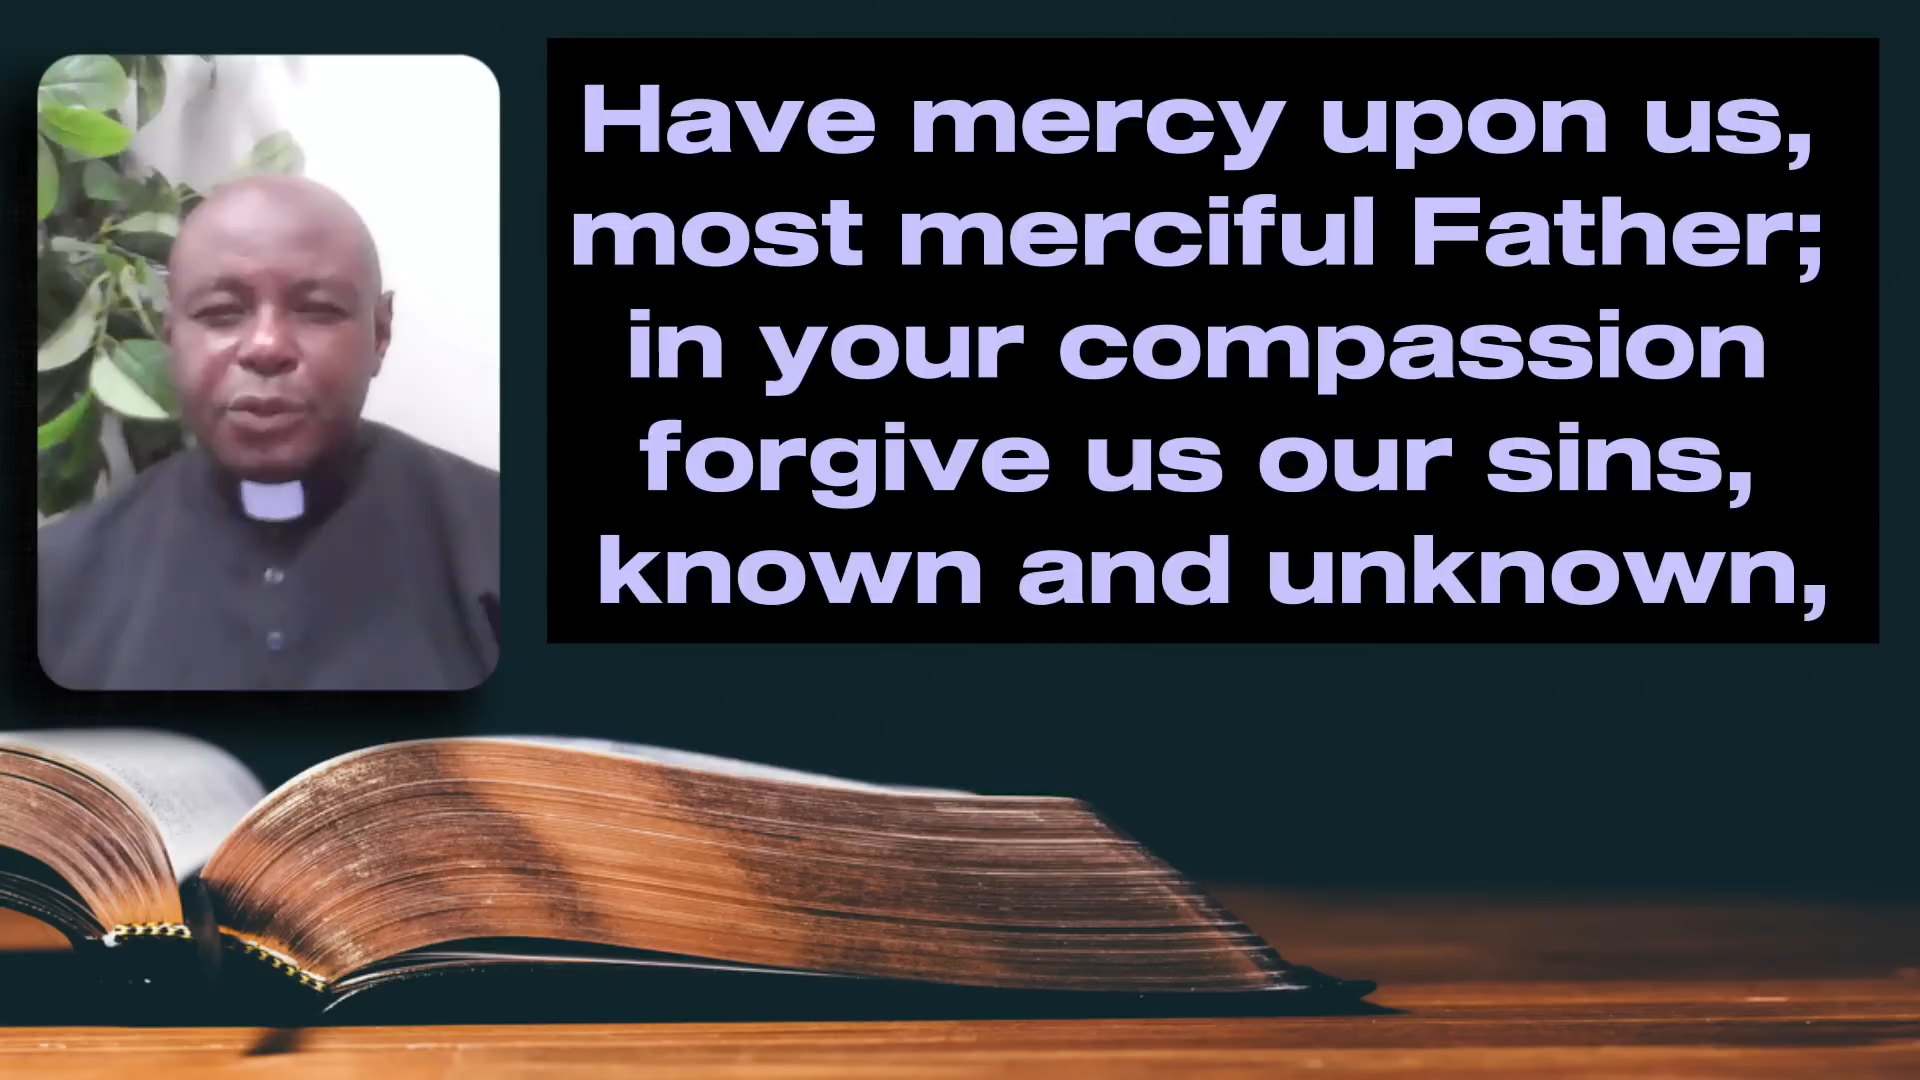 Have mercy upon us,
most merciful Father;
in your compassion
forgive us our sins,
known and unknown,